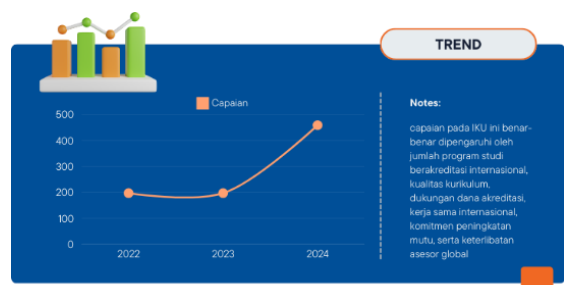 TREND
Capaian
500
400
300
200
100
0
2022 2023 2024
Notes:
capaian pada IKU ini benar-
benar dipengaruhi oleh
jumlah program studi
berakreditasi internasional,
kualitas kurikulum,
dukungan dana akreditasi,
kerja sama internasional,
komitmen peningkatan
mutu, serta keterlibatan
asesor global